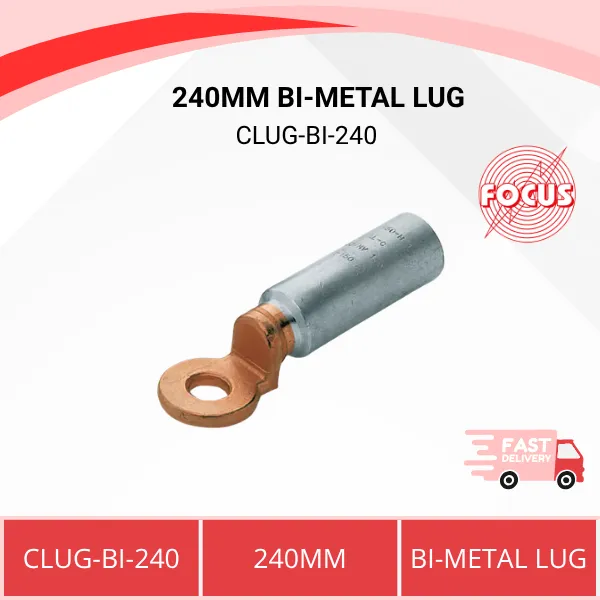 240MM BI-METAL LUG
CLUG-BI-240
FOCUS
FAST
DELIVERY
CLUG-BI-240
240MM
BI-METAL LUG